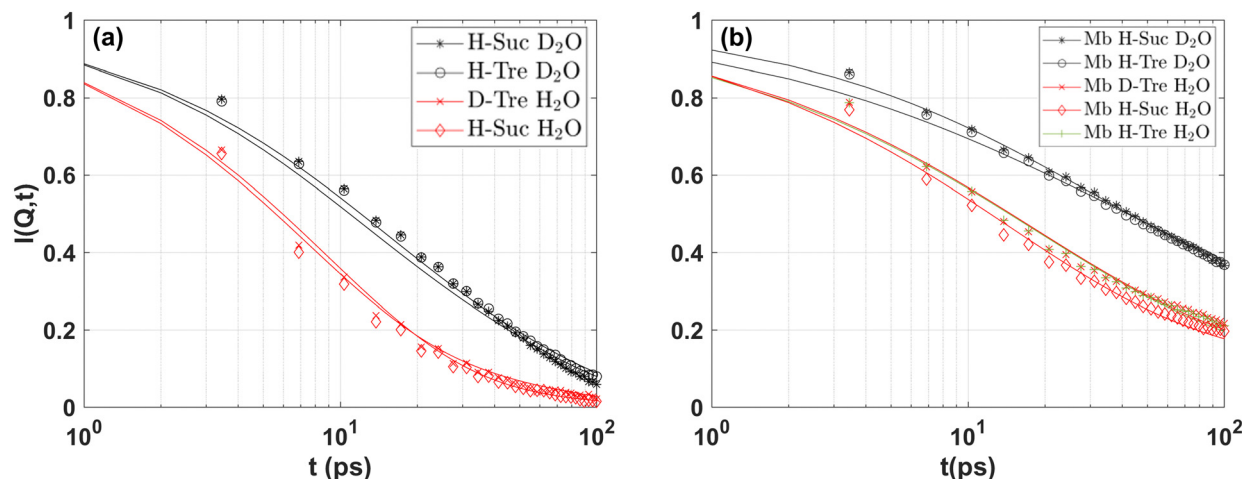 (a)
H-Suc D₂O
H-Tre D₂O
D-Tre H₂O
H-Suc H₂O
I(Q,t)
1
0.8
0.6
0.4
0.2
0
10⁰
10¹
10²
t (ps)
(b)
Mb H-Suc D₂O
Mb H-Tre D₂O
Mb D-Tre H₂O
Mb H-Suc H₂O
Mb H-Tre H₂O
1
0.8
0.6
0.4
0.2
0
10⁰
10¹
10²
t(ps)